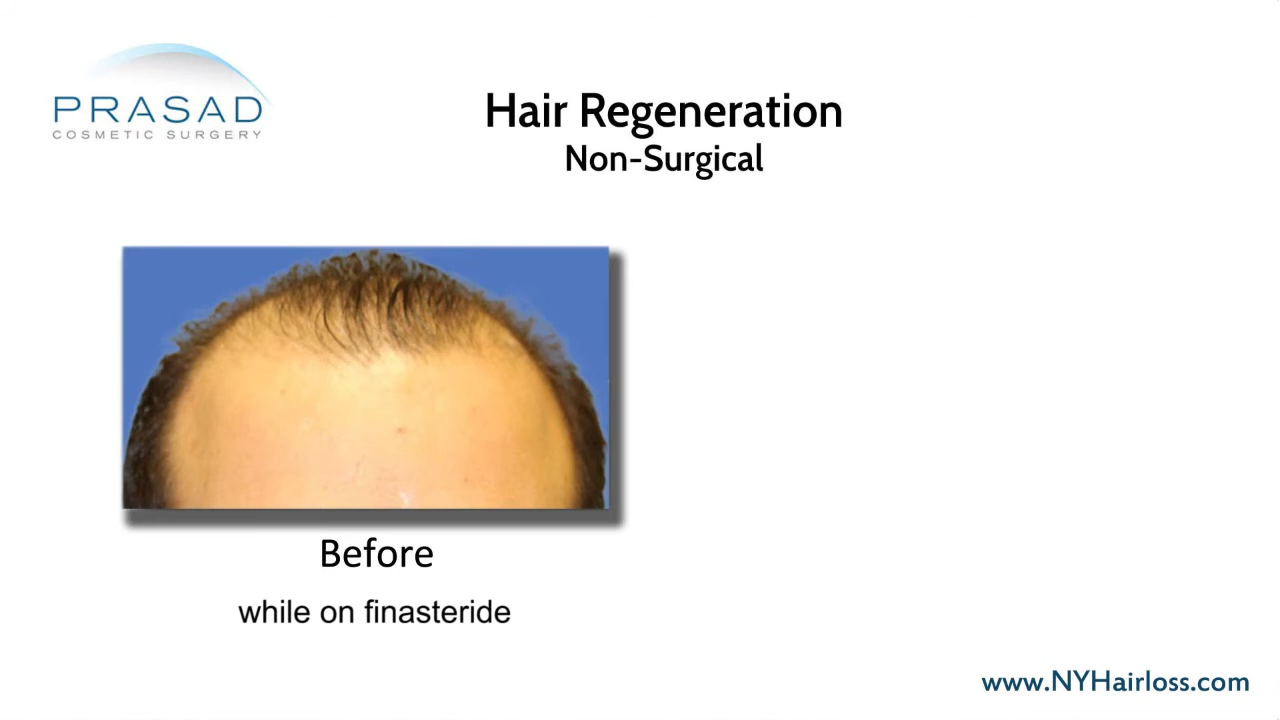 PRASAD
COSMETIC SURGERY
Hair Regeneration
Non-Surgical
Before
while on finasteride
www.NYHairloss.com